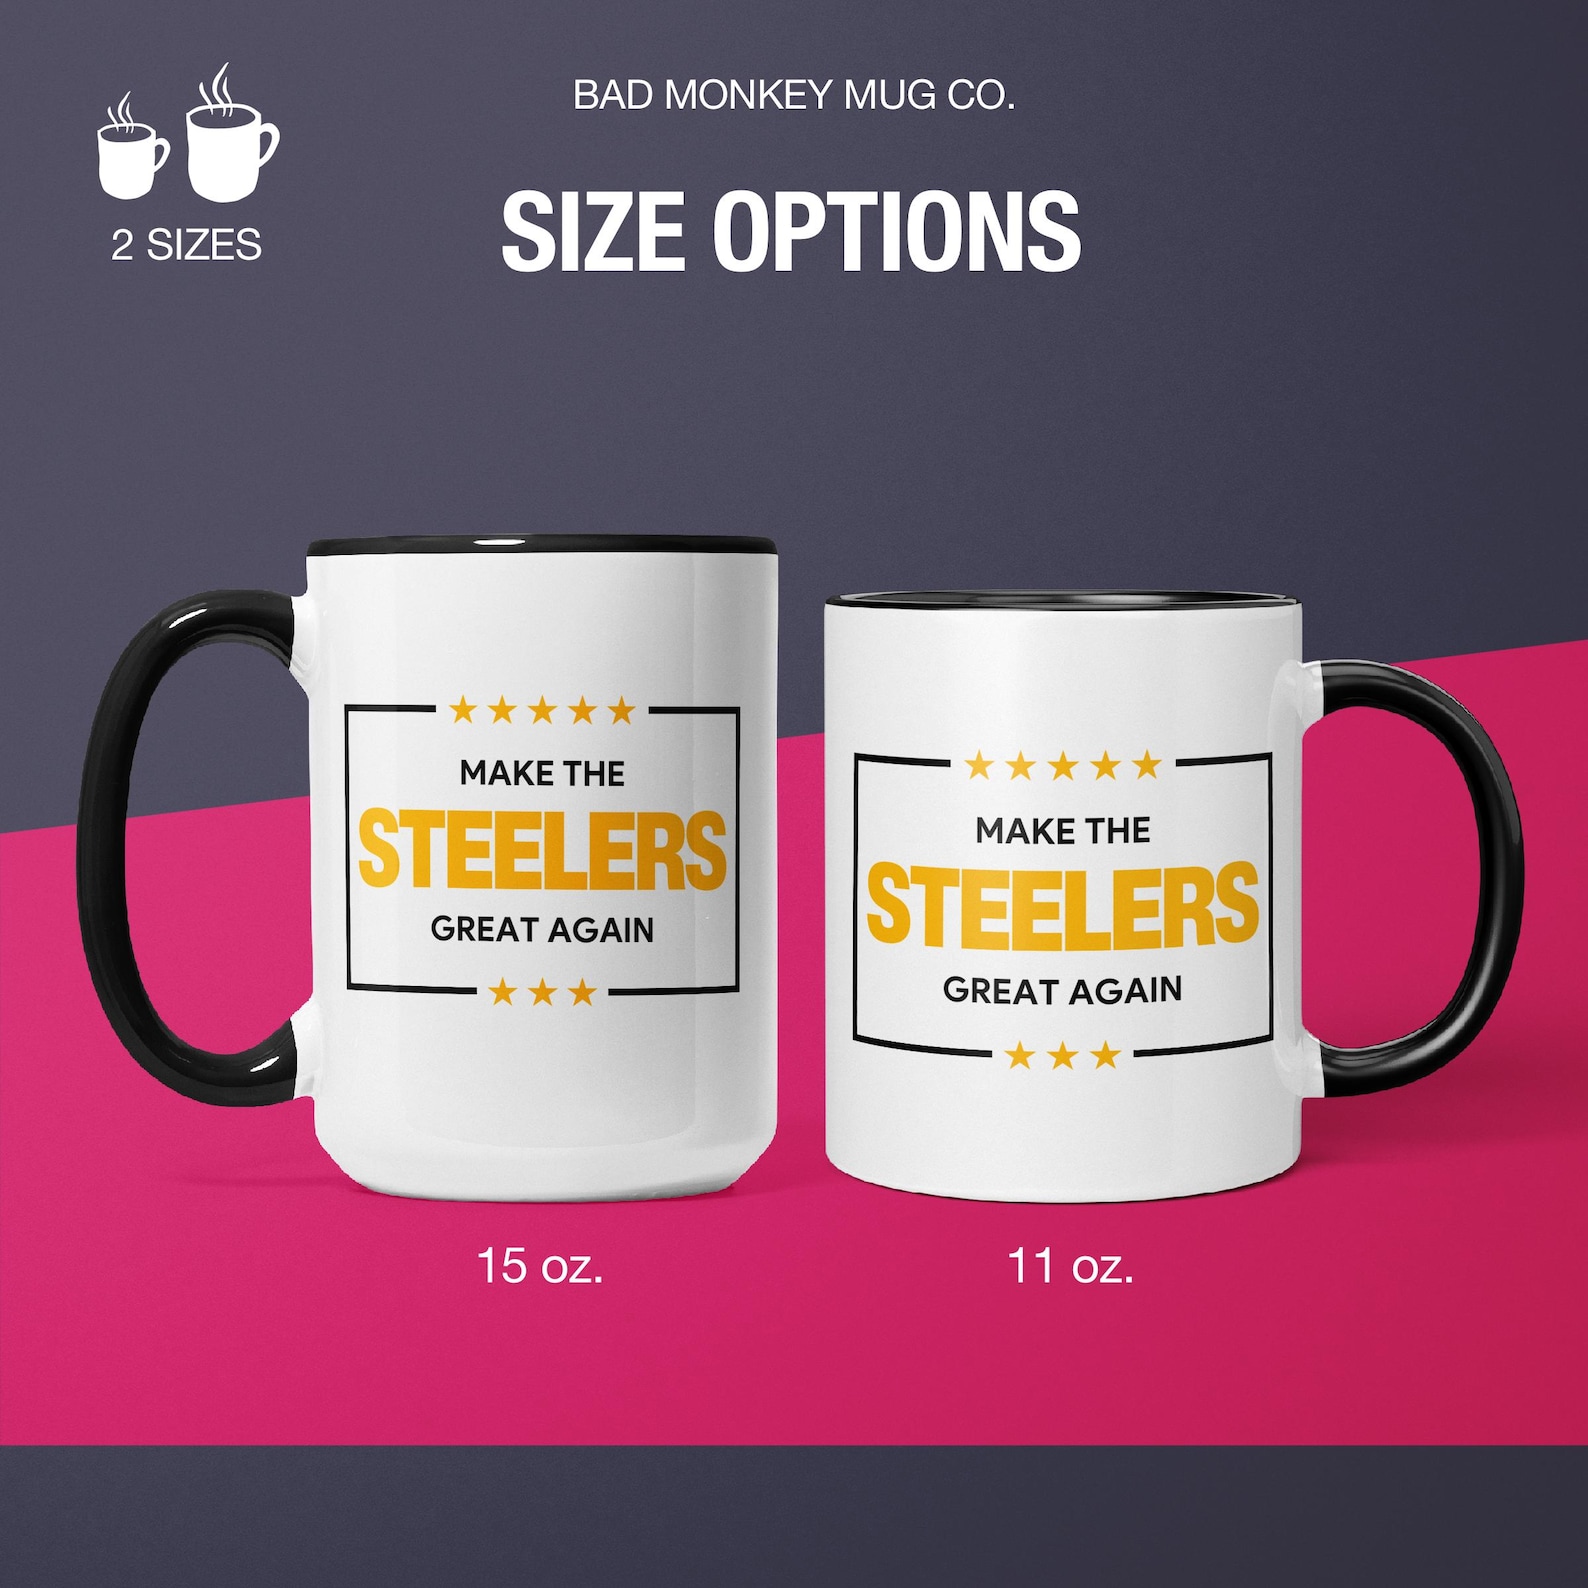 BAD MONKEY MUG CO.
SIZE OPTIONS
2 SIZES
MAKE THE
STEELERS
GREAT AGAIN
MAKE THE
STEELERS
GREAT AGAIN
15 oz.
11 oz.